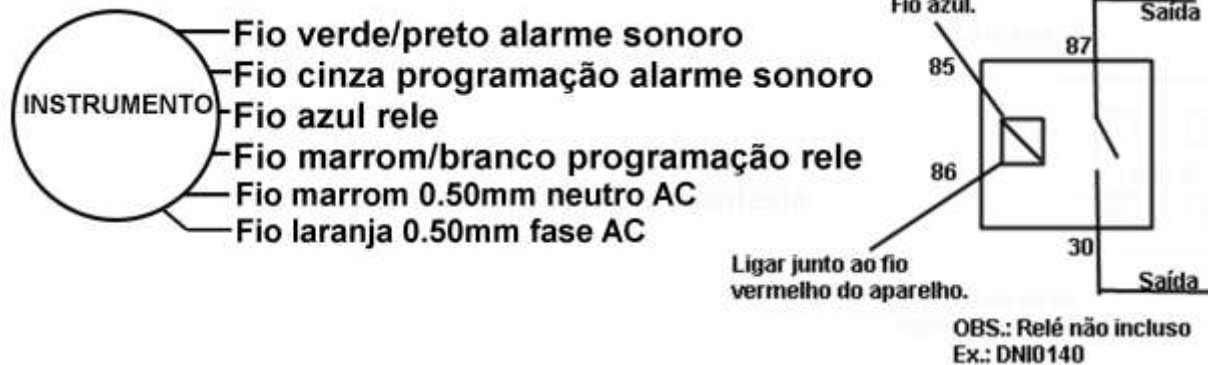 INSTRUMENTO
Fio verde/preto alarme sonoro
Fio cinza programação alarme sonoro
Fio azul rele
Fio marrom/branco programação rele
Fio marrom 0.50mm neutro AC
Fio laranja 0.50mm fase AC
Fio azul.
Saída
87
85
86
30
Ligar junto ao fio
vermelho do aparelho.
Saída
OBS.: Relé não incluso
Ex.: DNI0140